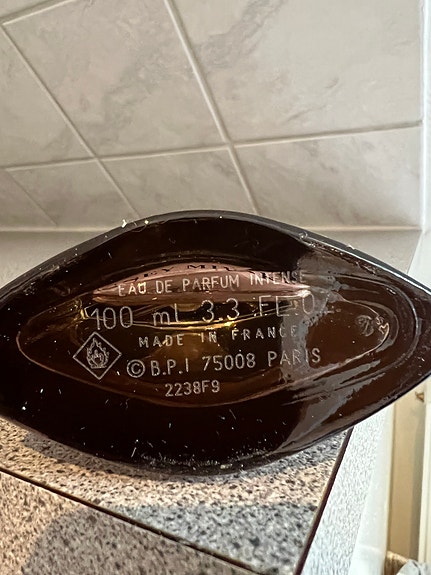 EAU DE PARFUM INTENSE
100 ml 3.3 FL.OZ
MADE IN FRANCE
© B.P.I 75008 PARIS
2238F9